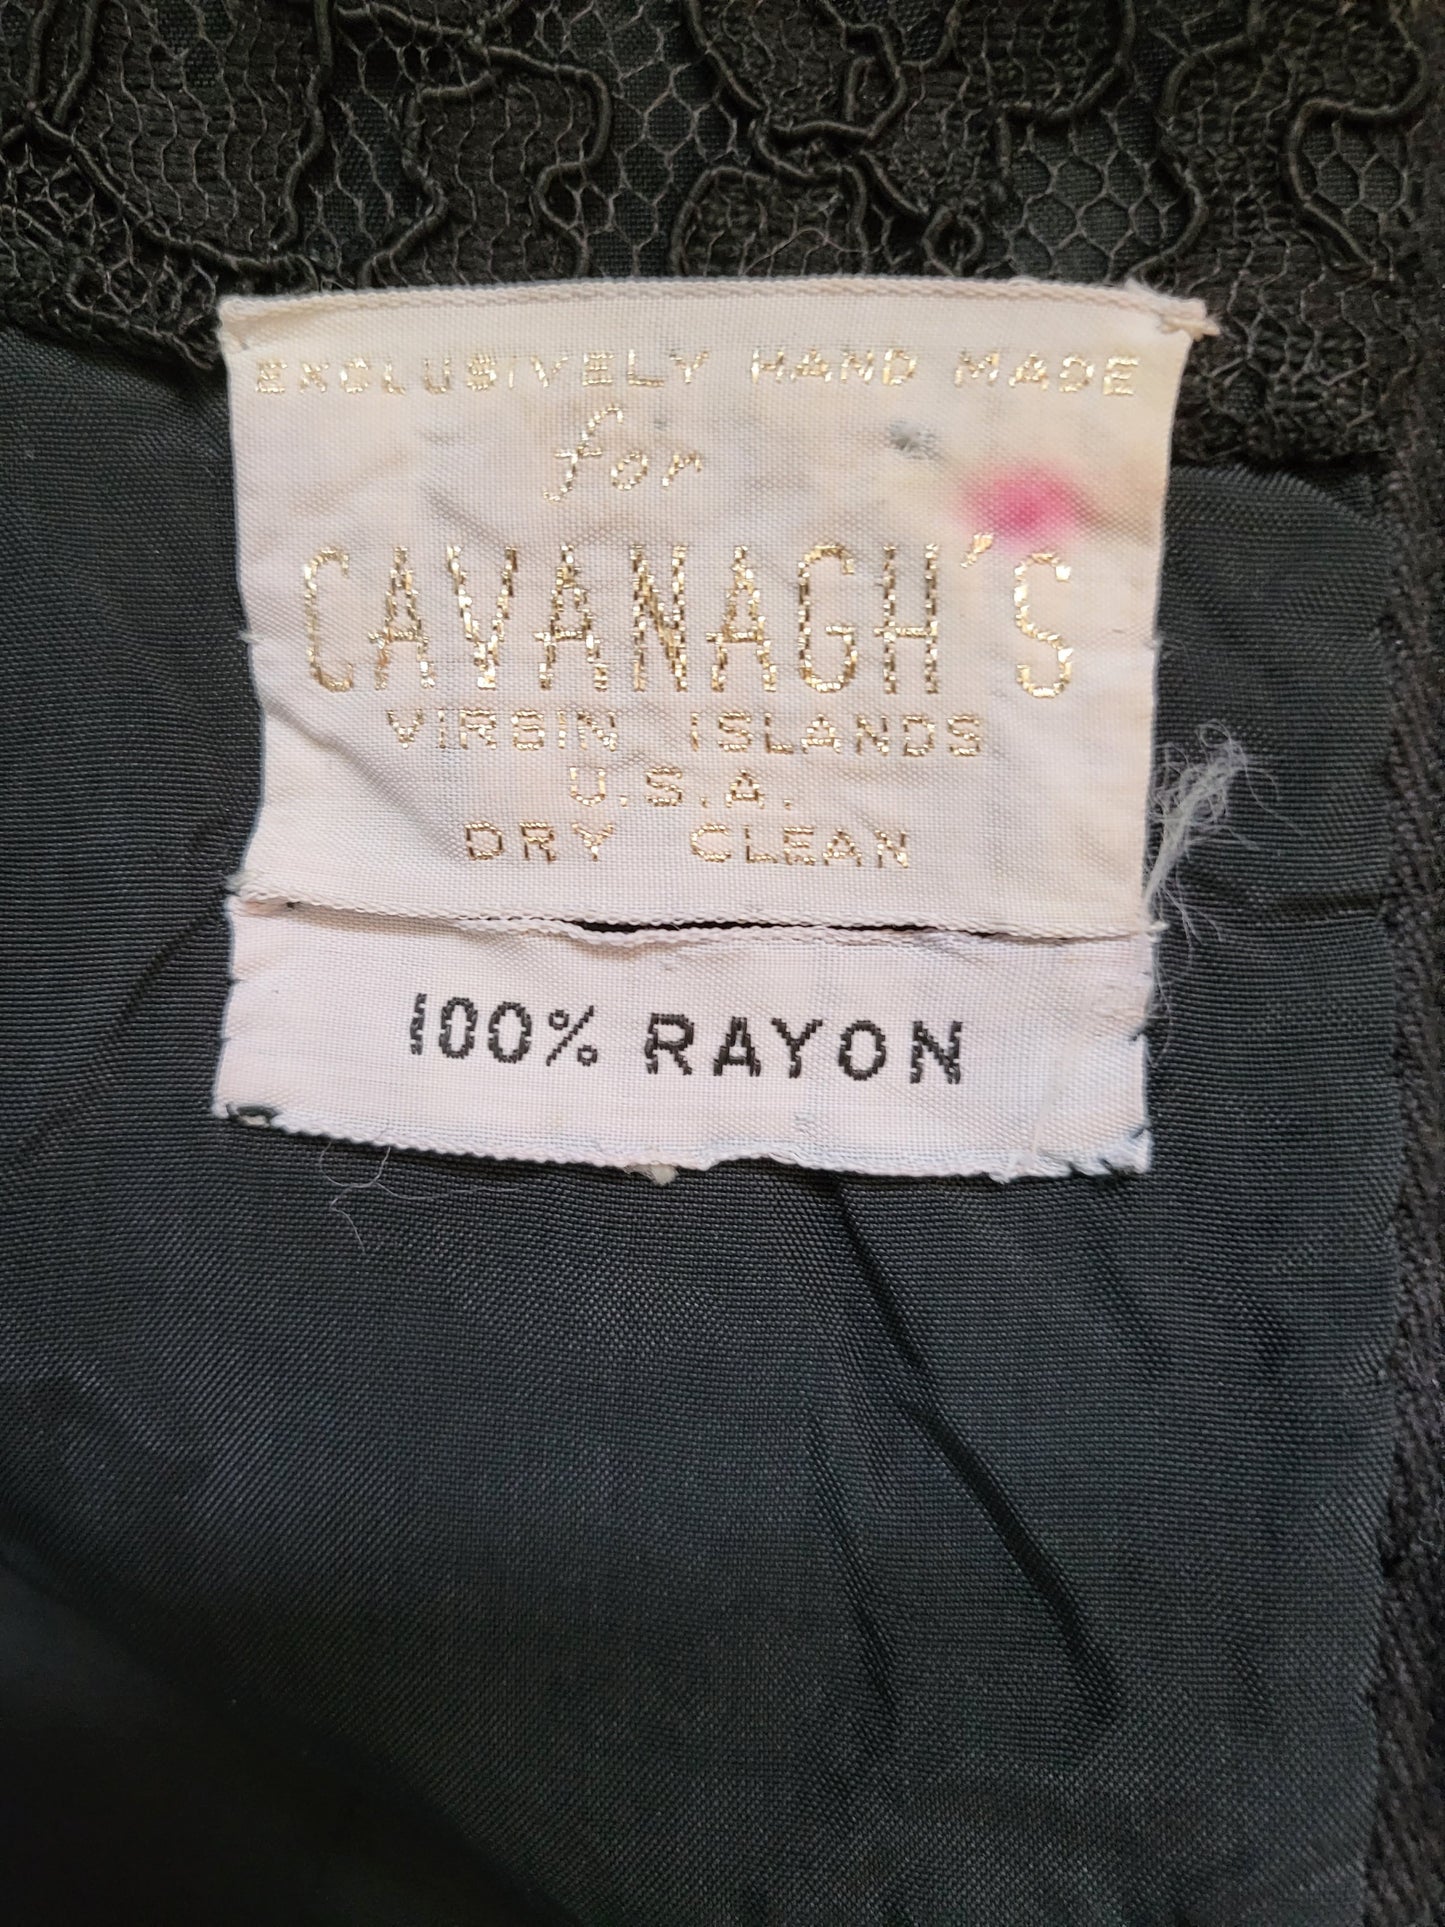 EXCLUSIVELY HAND MADE
for
CAVANAGH'S
VIRGIN ISLANDS
U.S.A.
DRY CLEAN
100% RAYON